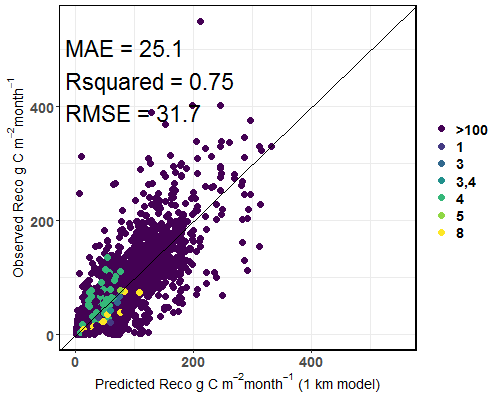 MAE = 25.1
Rsquared = 0.75
RMSE = 31.7
Observed Reco g C m⁻²month⁻¹
400
200
0
0 200 400
Predicted Reco g C m⁻²month⁻¹ (1 km model)
>100
1
3
3,4
4
5
8